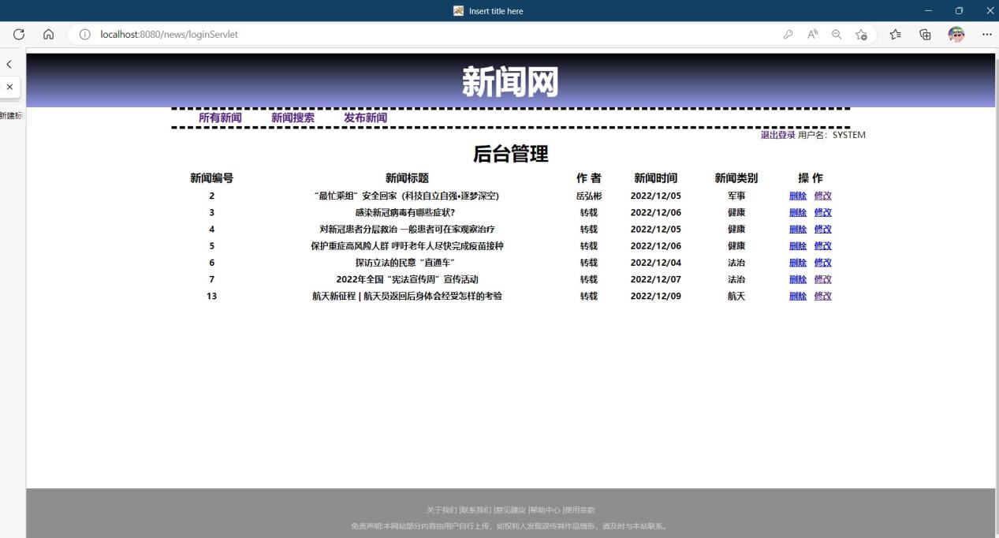 Insert title here
localhost:8080/news/loginServlet
新建标
新闻网
所有新闻 新闻搜索 发布新闻
退出登录 用户名：SYSTEM
后台管理
新闻编号 新闻标题 作 者 新闻时间 新闻类别 操 作
2 “最忙乘组”安全回家（科技自立自强•逐梦深空） 岳弘彬 2022/12/05 军事 删除 修改
3 感染新冠病毒有哪些症状？ 转载 2022/12/06 健康 删除 修改
4 对新冠患者分层救治 一般患者可在家观察治疗 转载 2022/12/05 健康 删除 修改
5 保护重症高风险人群 呼吁老年人尽快完成疫苗接种 转载 2022/12/06 健康 删除 修改
6 探访立法的民意“直通车” 转载 2022/12/04 法治 删除 修改
7 2022年全国“宪法宣传周”宣传活动 转载 2022/12/07 法治 删除 修改
13 航天新征程 | 航天员返回后身体会经受怎样的考验 转载 2022/12/09 航天 删除 修改
关于我们 |联系我们 |意见建议 |帮助中心 |使用条款
免责声明:本网站部分内容由用户自行上传，如权利人发现误传其作品情形，请及时与本站联系。